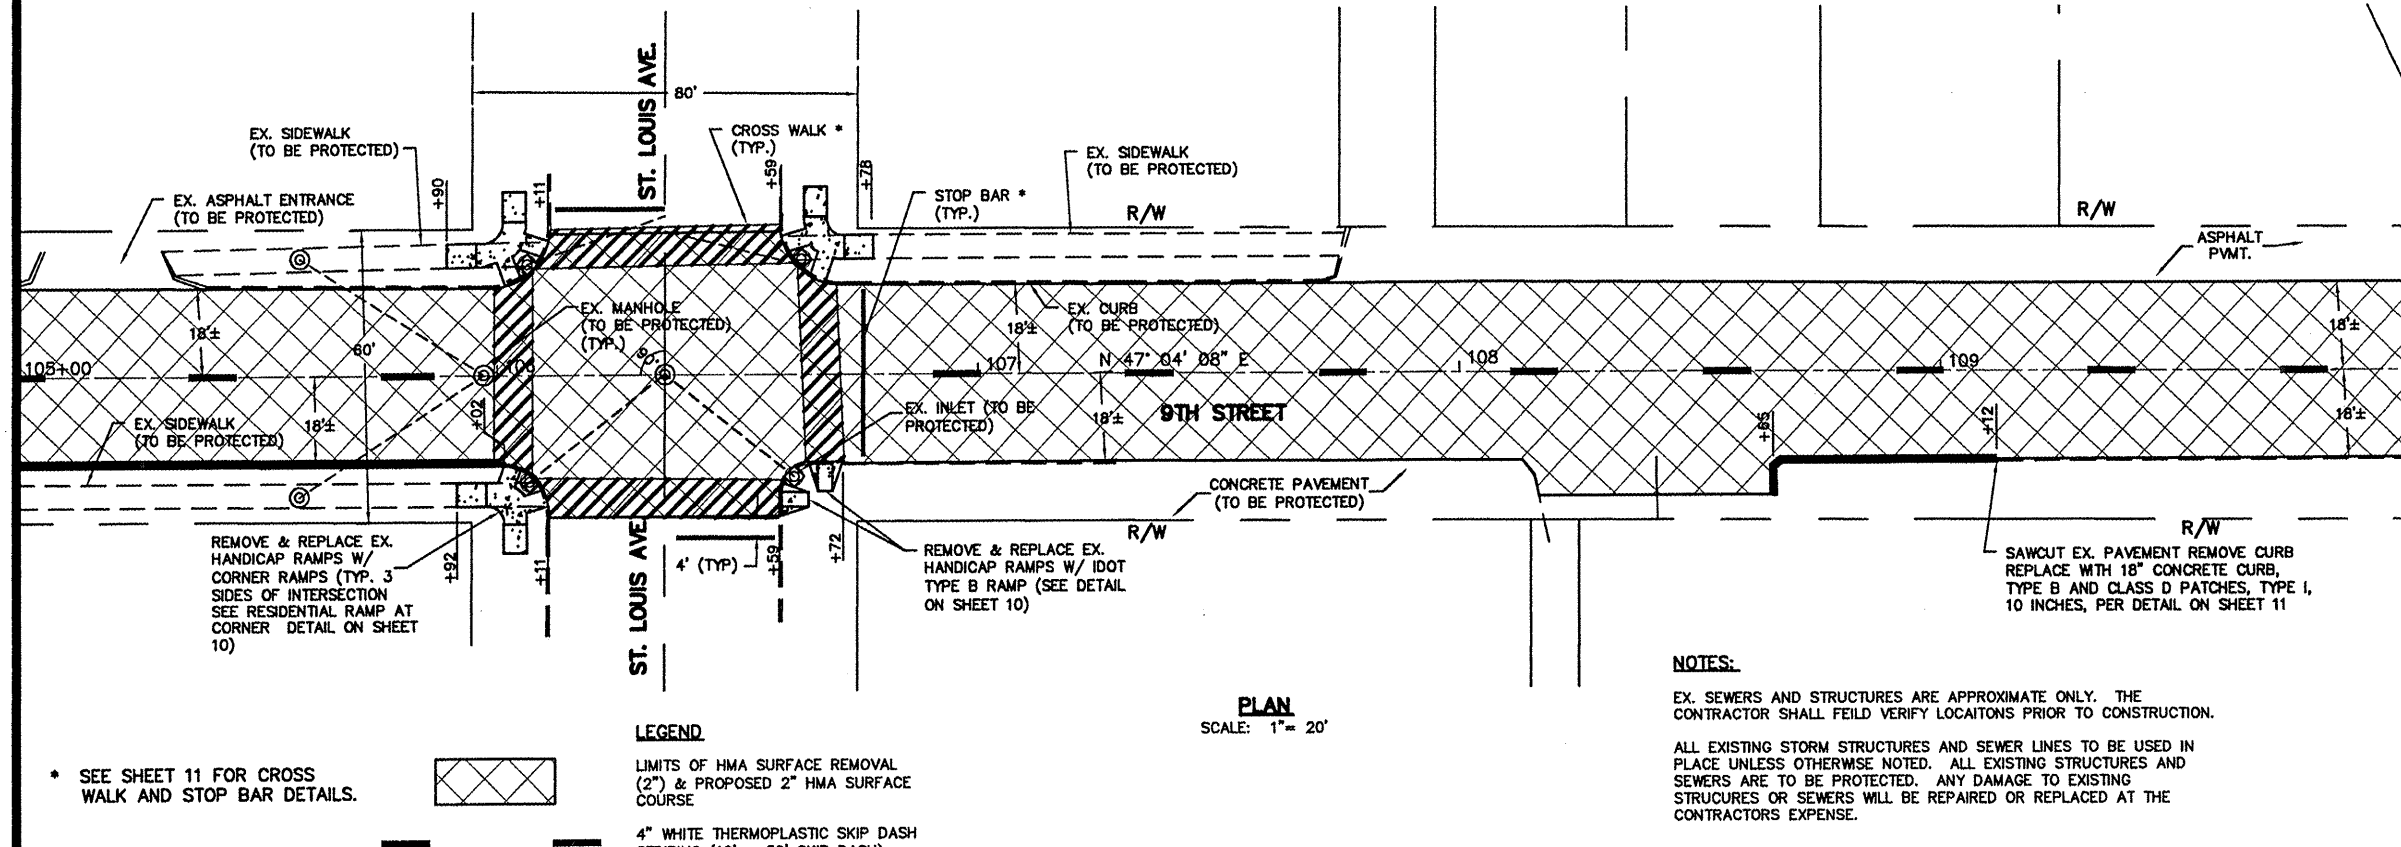 ST. LOUIS AVE.
80'
EX. SIDEWALK
(TO BE PROTECTED)
CROSS WALK *
(TYP.)
EX. SIDEWALK
(TO BE PROTECTED)
EX. ASPHALT ENTRANCE
(TO BE PROTECTED)
+90
+11
+59
+78
STOP BAR *
(TYP.)
R/W
R/W
ASPHALT
PVMT.
EX. MANHOLE
(TO BE PROTECTED)
(TYP.)
EX. CURB
(TO BE PROTECTED)
18'±
18'±
18'±
60'
90°
105+00
106
107
N 47° 04' 08" E
108
109
+02
EX. SIDEWALK
(TO BE PROTECTED)
18'±
EX. INLET (TO BE
PROTECTED)
18'±
9TH STREET
+65
+12
18'±
CONCRETE PAVEMENT
(TO BE PROTECTED)
R/W
R/W
REMOVE & REPLACE EX.
HANDICAP RAMPS W/
CORNER RAMPS (TYP. 3
SIDES OF INTERSECTION
SEE RESIDENTIAL RAMP AT
CORNER DETAIL ON SHEET
10)
+92
+11
ST. LOUIS AVE.
4' (TYP)
+59
+72
REMOVE & REPLACE EX.
HANDICAP RAMPS W/ IDOT
TYPE B RAMP (SEE DETAIL
ON SHEET 10)
SAWCUT EX. PAVEMENT REMOVE CURB
REPLACE WITH 18" CONCRETE CURB,
TYPE B AND CLASS D PATCHES, TYPE I,
10 INCHES, PER DETAIL ON SHEET 11
PLAN
SCALE: 1"= 20'
NOTES:
EX. SEWERS AND STRUCTURES ARE APPROXIMATE ONLY. THE
CONTRACTOR SHALL FEILD VERIFY LOCAITONS PRIOR TO CONSTRUCTION.
ALL EXISTING STORM STRUCTURES AND SEWER LINES TO BE USED IN
PLACE UNLESS OTHERWISE NOTED. ALL EXISTING STRUCTURES AND
SEWERS ARE TO BE PROTECTED. ANY DAMAGE TO EXISTING
STRUCURES OR SEWERS WILL BE REPAIRED OR REPLACED AT THE
CONTRACTORS EXPENSE.
LEGEND
LIMITS OF HMA SURFACE REMOVAL
(2") & PROPOSED 2" HMA SURFACE
COURSE
* SEE SHEET 11 FOR CROSS
WALK AND STOP BAR DETAILS.
4" WHITE THERMOPLASTIC SKIP DASH